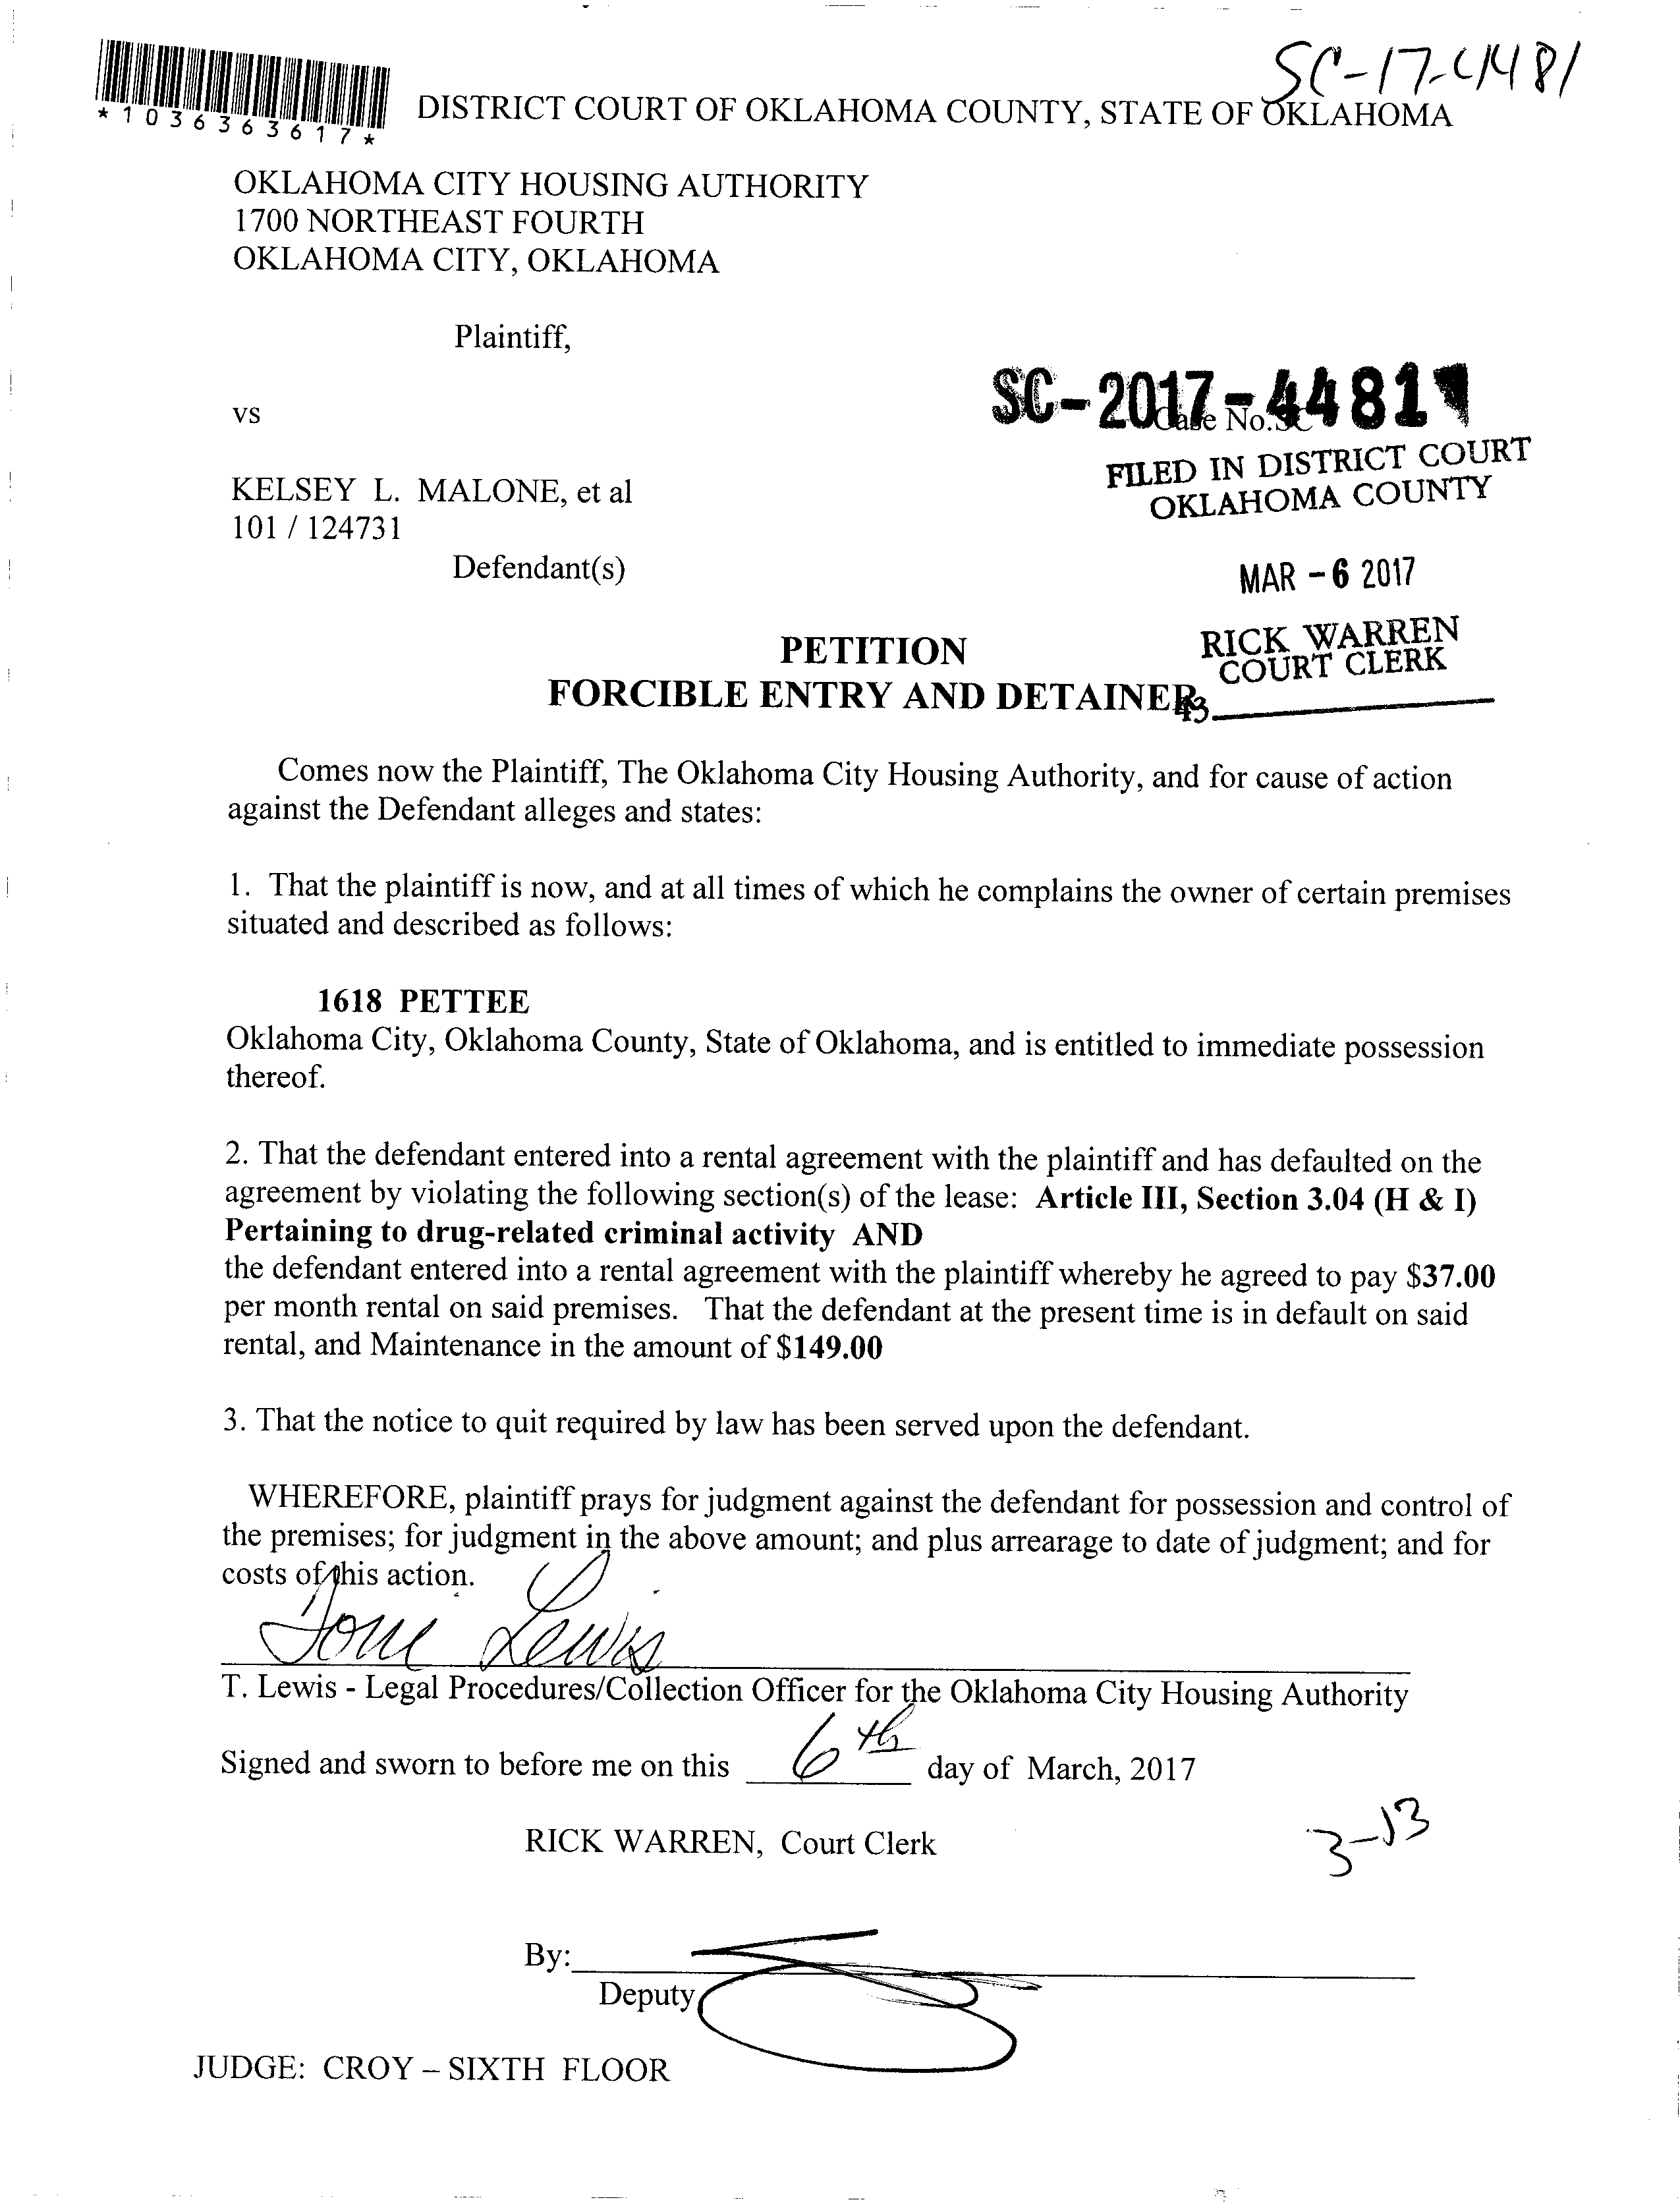 SC-17-4481
*1036363617*
DISTRICT COURT OF OKLAHOMA COUNTY, STATE OF OKLAHOMA
OKLAHOMA CITY HOUSING AUTHORITY
1700 NORTHEAST FOURTH
OKLAHOMA CITY, OKLAHOMA
Plaintiff,
vs
SC-2017-4481
Case No.SC
FILED IN DISTRICT COURT
OKLAHOMA COUNTY
KELSEY L. MALONE, et al
101 / 124731
Defendant(s)
MAR -6 2017
RICK WARREN
COURT CLERK
43
PETITION
FORCIBLE ENTRY AND DETAINER
Comes now the Plaintiff, The Oklahoma City Housing Authority, and for cause of action
against the Defendant alleges and states:
1. That the plaintiff is now, and at all times of which he complains the owner of certain premises
situated and described as follows:
1618 PETTEE
Oklahoma City, Oklahoma County, State of Oklahoma, and is entitled to immediate possession
thereof.
2. That the defendant entered into a rental agreement with the plaintiff and has defaulted on the
agreement by violating the following section(s) of the lease: Article III, Section 3.04 (H & I)
Pertaining to drug-related criminal activity AND
the defendant entered into a rental agreement with the plaintiff whereby he agreed to pay $37.00
per month rental on said premises. That the defendant at the present time is in default on said
rental, and Maintenance in the amount of $149.00
3. That the notice to quit required by law has been served upon the defendant.
WHEREFORE, plaintiff prays for judgment against the defendant for possession and control of
the premises; for judgment in the above amount; and plus arrearage to date of judgment; and for
costs of this action.
Toni Lewis
T. Lewis - Legal Procedures/Collection Officer for the Oklahoma City Housing Authority
Signed and sworn to before me on this 6th day of March, 2017
RICK WARREN, Court Clerk
3-13
By:
Deputy
JUDGE: CROY – SIXTH FLOOR